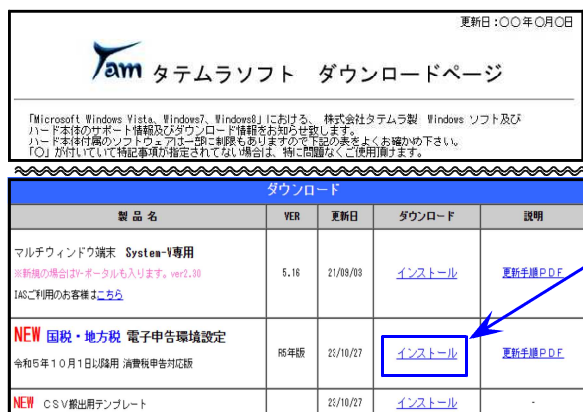 更新日:〇〇年〇月〇日
Tam タテムラソフト ダウンロードページ
「Microsoft Windows Vista、Windows7、Windows8」における、 株式会社タテムラ製 Windows ソフト及び
ハード本体のサポート情報及びダウンロード情報をお知らせ致します。
ハード本体付属のソフトウェアは一部に制限もありますので下記の表をよくお確かめ下さい。
「〇」が付いていて特記事項が指定されてない場合は、特に問題なくご使用頂けます。
ダウンロード
製品名 VER 更新日 ダウンロード 説明
マルチウィンドウ端末 System-V専用
※新規の場合はV-ポータルも入ります。ver2.30 5.16 21/09/03 インストール 更新手順PDF
IASご利用のお客様はこちら
NEW 国税・地方税 電子申告環境設定
R5年版 23/10/27 インストール 更新手順PDF
令和5年10月1日以降用 消費税申告対応版
NEW CSV搬出用テンプレート 23/10/27 インストール -